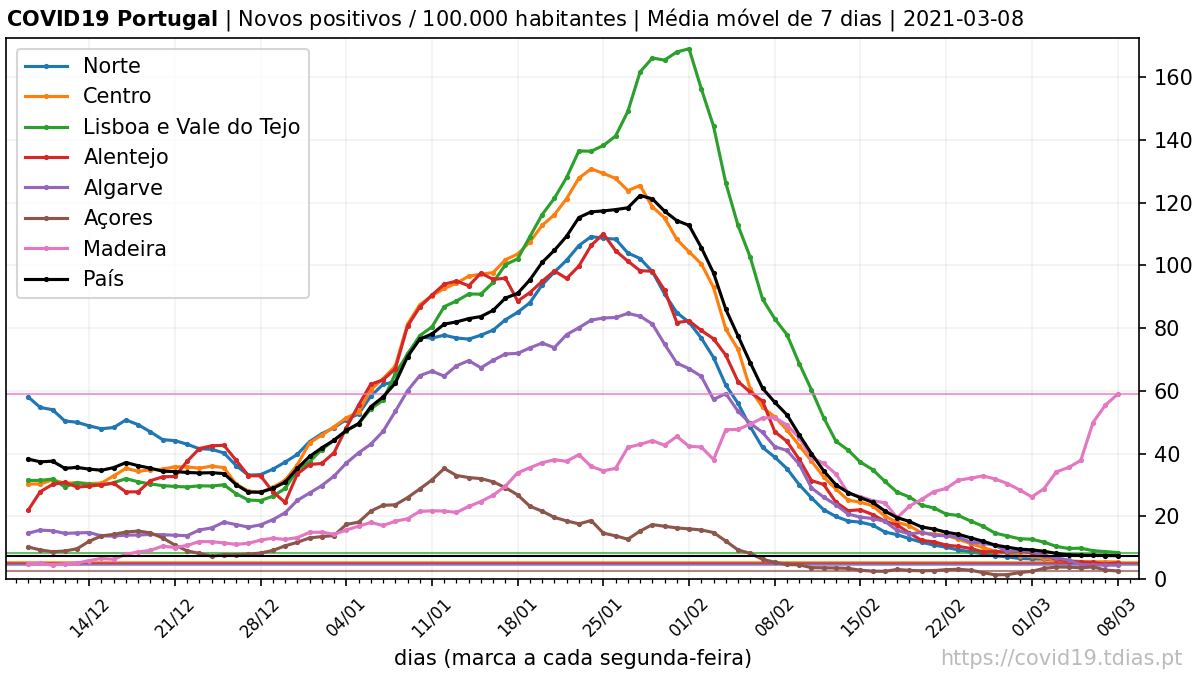 COVID19 Portugal | Novos positivos / 100.000 habitantes | Média móvel de 7 dias | 2021-03-08
Norte
Centro
Lisboa e Vale do Tejo
Alentejo
Algarve
Açores
Madeira
País
160
140
120
100
80
60
40
20
0
14/12 21/12 28/12 04/01 11/01 18/01 25/01 01/02 08/02 15/02 22/02 01/03 08/03
dias (marca a cada segunda-feira)
https://covid19.tdias.pt